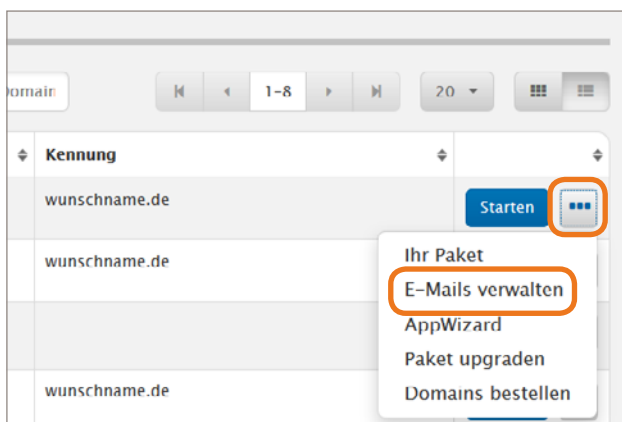 1-8
20
Kennung
wunschname.de
Starten
wunschname.de
Ihr Paket
E-Mails verwalten
AppWizard
Paket upgraden
Domains bestellen
wunschname.de